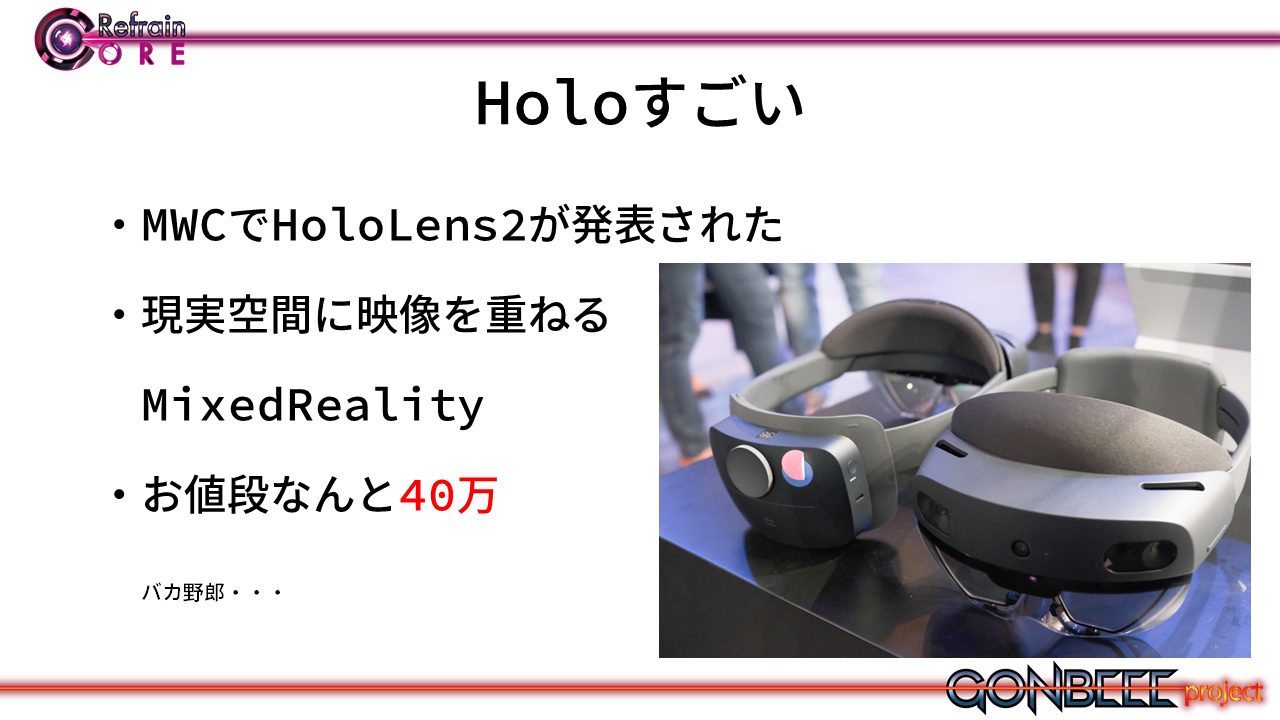 Refrain
CORE
Holoすごい
・MWCでHoloLens2が発表された
・現実空間に映像を重ねる
MixedReality
・お値段なんと40万
バカ野郎・・・
GONBEEE project